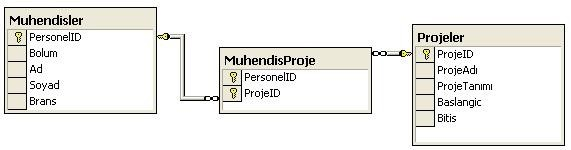 Muhendisler
PersonelID
Bolum
Ad
Soyad
Brans
MuhendisProje
PersonelID
ProjeID
Projeler
ProjeID
ProjeAdı
ProjeTanımı
Baslangic
Bitis